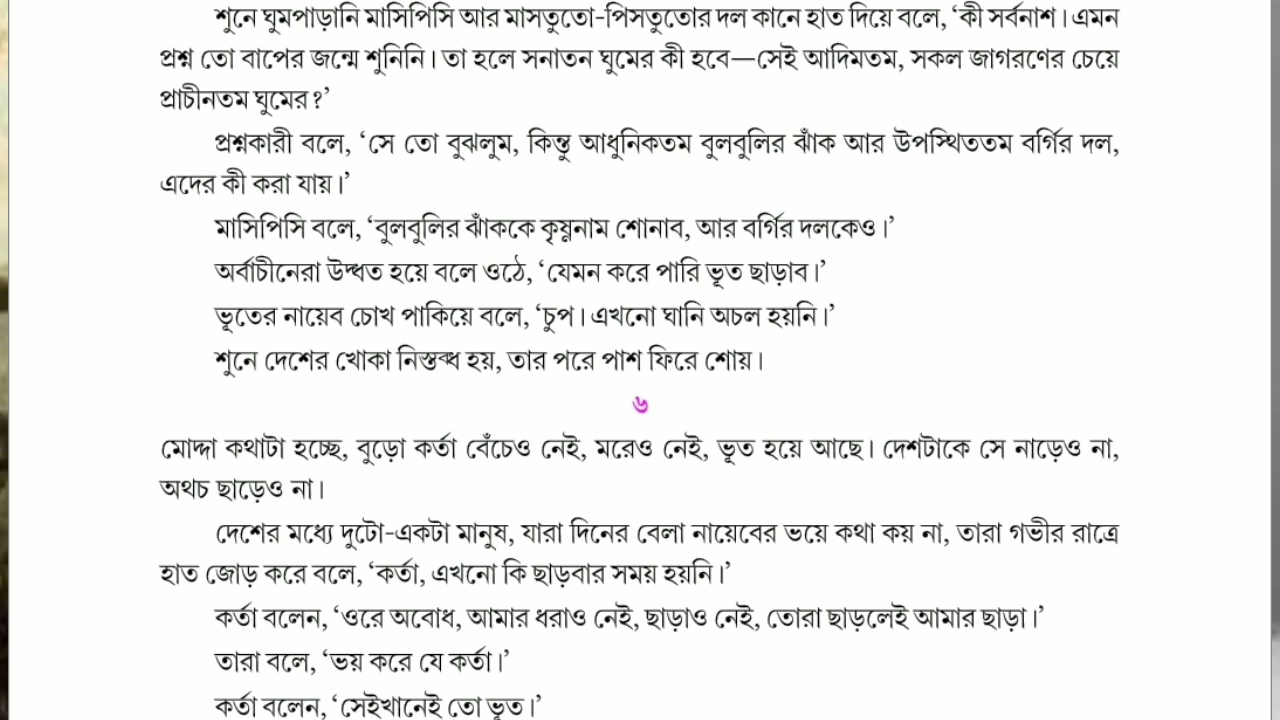 শুনে ঘুমপাড়ানি মাসিপিসি আর মাসতুতো-পিসতুতোর দল কানে হাত দিয়ে বলে, ‘কী সর্বনাশ। এমন
প্রশ্ন তো বাপের জন্মে শুনিনি। তা হলে সনাতন ঘুমের কী হবে—সেই আদিমতম, সকল জাগরণের চেয়ে
প্রাচীনতম ঘুমের?’
প্রশ্নকারী বলে, ‘সে তো বুঝলুম, কিন্তু আধুনিকতম বুলবুলির ঝাঁক আর উপস্থিততম বর্গির দল,
এদের কী করা যায়।’
মাসিপিসি বলে, ‘বুলবুলির ঝাঁককে কৃষ্ণনাম শোনাব, আর বর্গির দলকেও।’
অর্বাচীনেরা উদ্ধত হয়ে বলে ওঠে, ‘যেমন করে পারি ভূত ছাড়াব।’
ভূতের নায়েব চোখ পাকিয়ে বলে, ‘চুপ। এখনো ঘানি অচল হয়নি।’
শুনে দেশের খোকা নিস্তব্ধ হয়, তার পরে পাশ ফিরে শোয়।
৬
মোদ্দা কথাটা হচ্ছে, বুড়ো কর্তা বেঁচেও নেই, মরেও নেই, ভূত হয়ে আছে। দেশটাকে সে নাড়েও না,
অথচ ছাড়েও না।
দেশের মধ্যে দুটো-একটা মানুষ, যারা দিনের বেলা নায়েবের ভয়ে কথা কয় না, তারা গভীর রাত্রে
হাত জোড় করে বলে, ‘কর্তা, এখনো কি ছাড়বার সময় হয়নি।’
কর্তা বলেন, ‘ওরে অবোধ, আমার ধরাও নেই, ছাড়াও নেই, তোরা ছাড়লেই আমার ছাড়া।’
তারা বলে, ‘ভয় করে যে কর্তা।’
কর্তা বলেন, ‘সেইখানেই তো ভূত।’